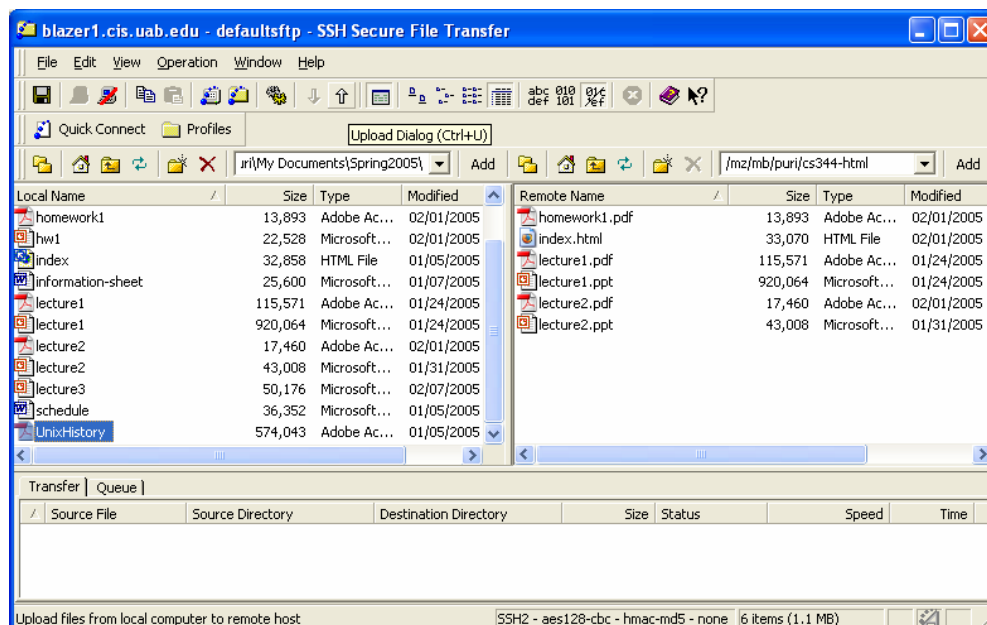 blazer1.cis.uab.edu - defaultsftp - SSH Secure File Transfer
File Edit View Operation Window Help
abc def 010 101
Quick Connect Profiles
Upload Dialog (Ctrl+U)
ıri\My Documents\Spring2005\ Add /mz/mb/puri/cs344-html Add
Local Name Size Type Modified Remote Name Size Type Modified
homework1 13,893 Adobe Ac... 02/01/2005 homework1.pdf 13,893 Adobe Ac... 02/01/2005
hw1 22,528 Microsoft... 02/01/2005 index.html 33,070 HTML File 02/01/2005
index 32,858 HTML File 01/05/2005 lecture1.pdf 115,571 Adobe Ac... 01/24/2005
information-sheet 25,600 Microsoft... 01/07/2005 lecture1.ppt 920,064 Microsoft... 01/24/2005
lecture1 115,571 Adobe Ac... 01/24/2005 lecture2.pdf 17,460 Adobe Ac... 02/01/2005
lecture1 920,064 Microsoft... 01/24/2005 lecture2.ppt 43,008 Microsoft... 01/31/2005
lecture2 17,460 Adobe Ac... 02/01/2005
lecture2 43,008 Microsoft... 01/31/2005
lecture3 50,176 Microsoft... 02/07/2005
schedule 36,352 Microsoft... 01/05/2005
UnixHistory 574,043 Adobe Ac... 01/05/2005
Transfer Queue
Source File Source Directory Destination Directory Size Status Speed Time
Upload files from local computer to remote host SSH2 - aes128-cbc - hmac-md5 - none 6 items (1.1 MB)